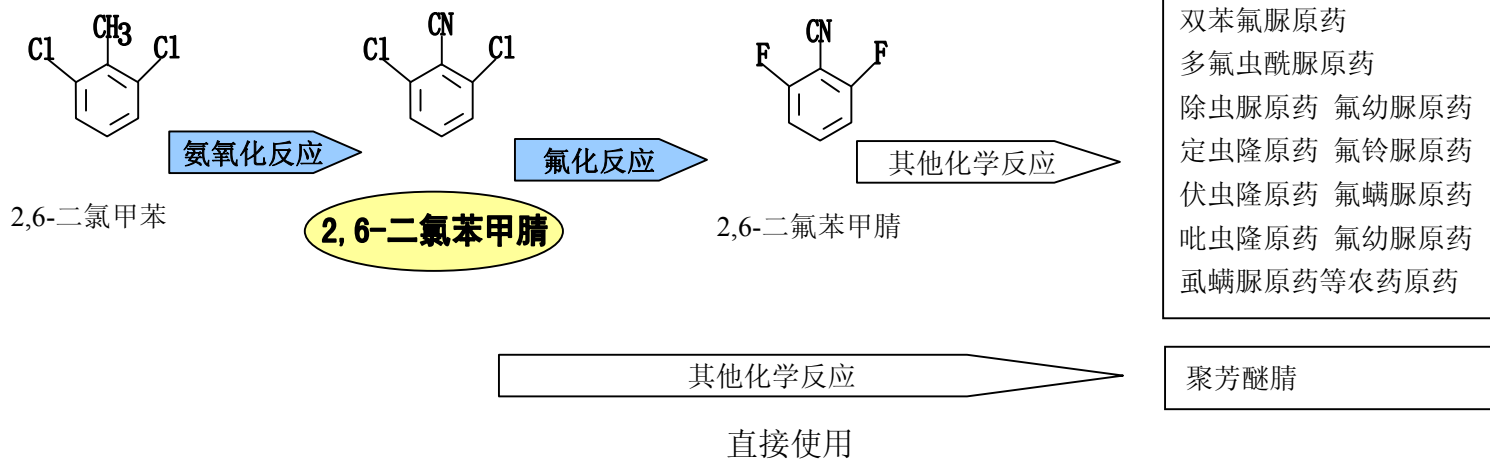 CH3
Cl
Cl
CN
Cl
Cl
CN
F
F
氨氧化反应
氟化反应
其他化学反应
2,6-二氯甲苯
2,6-二氯苯甲腈
2,6-二氟苯甲腈
双苯氟脲原药
多氟虫酰脲原药
除虫脲原药 氟幼脲原药
定虫隆原药 氟铃脲原药
伏虫隆原药 氟螨脲原药
吡虫隆原药 氟幼脲原药
虱螨脲原药等农药原药
其他化学反应
聚芳醚腈
直接使用